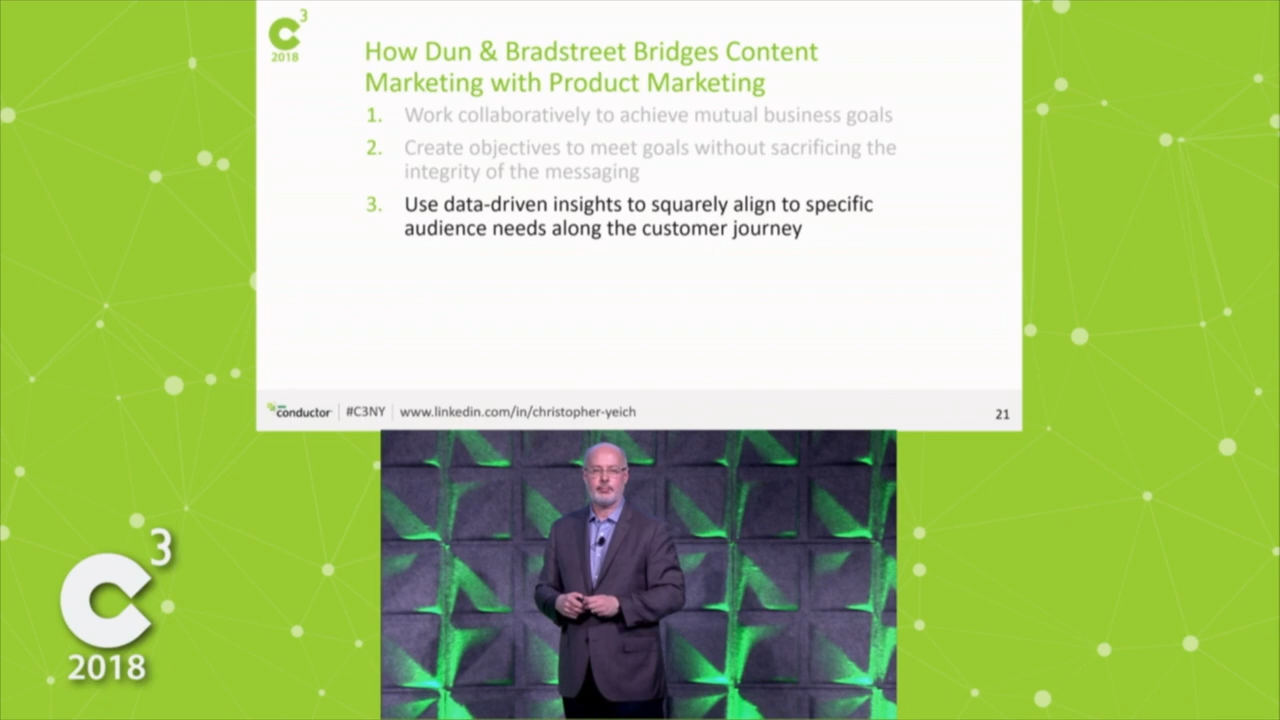 C3
2018
How Dun & Bradstreet Bridges Content
Marketing with Product Marketing
1. Work collaboratively to achieve mutual business goals
2. Create objectives to meet goals without sacrificing the
integrity of the messaging
3. Use data-driven insights to squarely align to specific
audience needs along the customer journey
conductor #C3NY www.linkedin.com/in/christopher-yeich 21
C3
2018